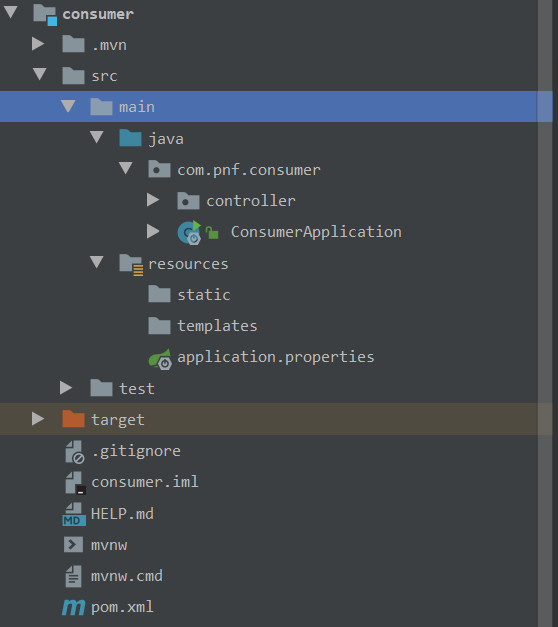 consumer
.mvn
src
main
java
com.pnf.consumer
controller
ConsumerApplication
resources
static
templates
application.properties
test
target
.gitignore
consumer.iml
MD HELP.md
mvnw
mvnw.cmd
pom.xml